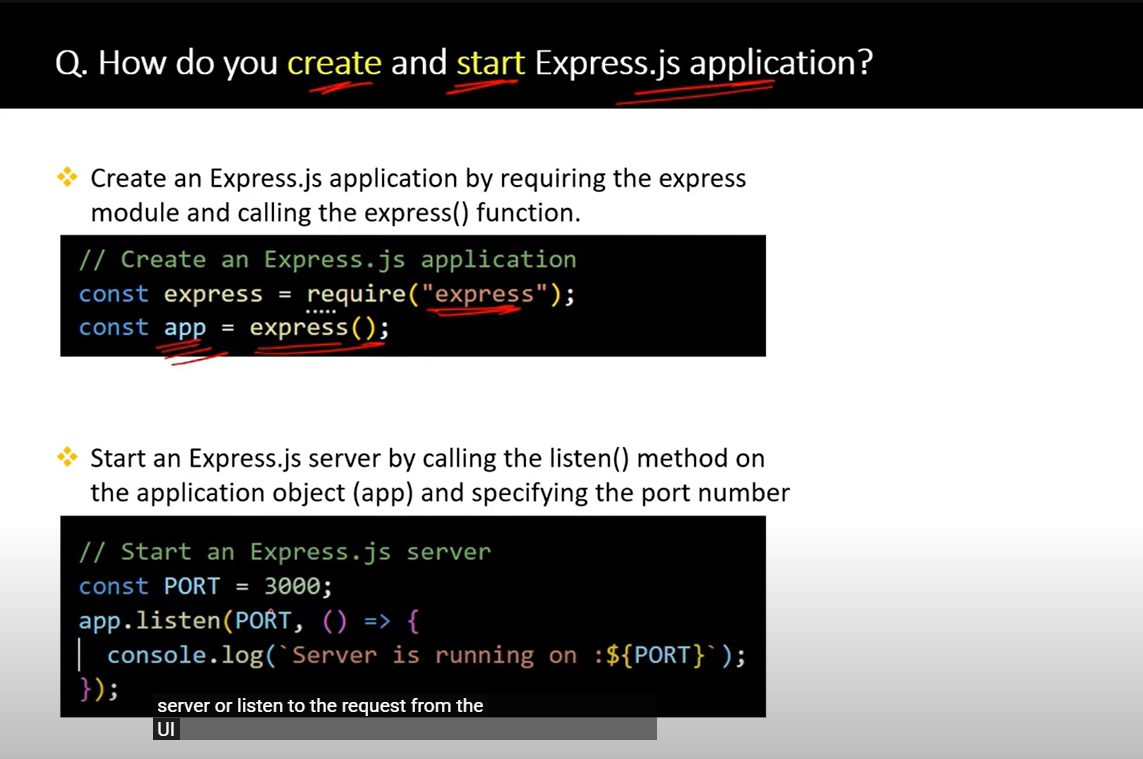 Q. How do you create and start Express.js application?
Create an Express.js application by requiring the express
module and calling the express() function.
// Create an Express.js application
const express = require("express");
const app = express();
Start an Express.js server by calling the listen() method on
the application object (app) and specifying the port number
// Start an Express.js server
const PORT = 3000;
app.listen(PORT, () => {
console.log(`Server is running on :${PORT}`);
});
server or listen to the request from the
UI